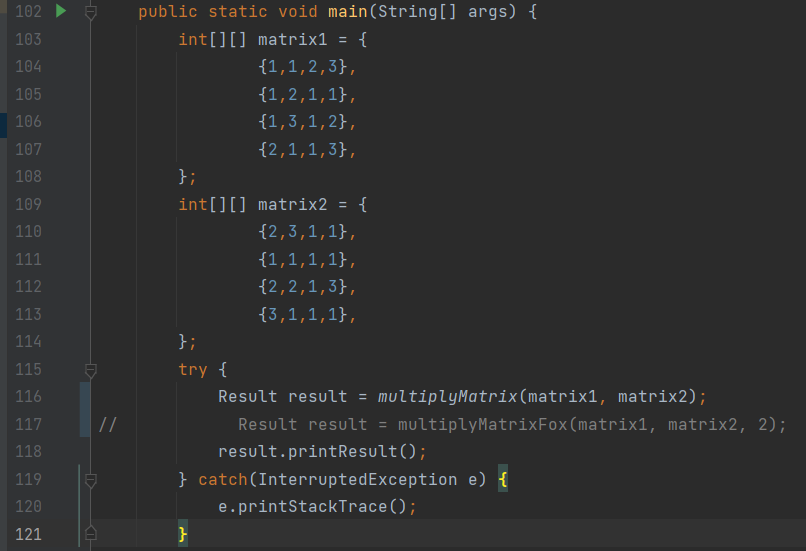 102 public static void main(String[] args) {
103 int[][] matrix1 = {
104 {1,1,2,3},
105 {1,2,1,1},
106 {1,3,1,2},
107 {2,1,1,3},
108 };
109 int[][] matrix2 = {
110 {2,3,1,1},
111 {1,1,1,1},
112 {2,2,1,3},
113 {3,1,1,1},
114 };
115 try {
116 Result result = multiplyMatrix(matrix1, matrix2);
117 // Result result = multiplyMatrixFox(matrix1, matrix2, 2);
118 result.printResult();
119 } catch(InterruptedException e) {
120 e.printStackTrace();
121 }